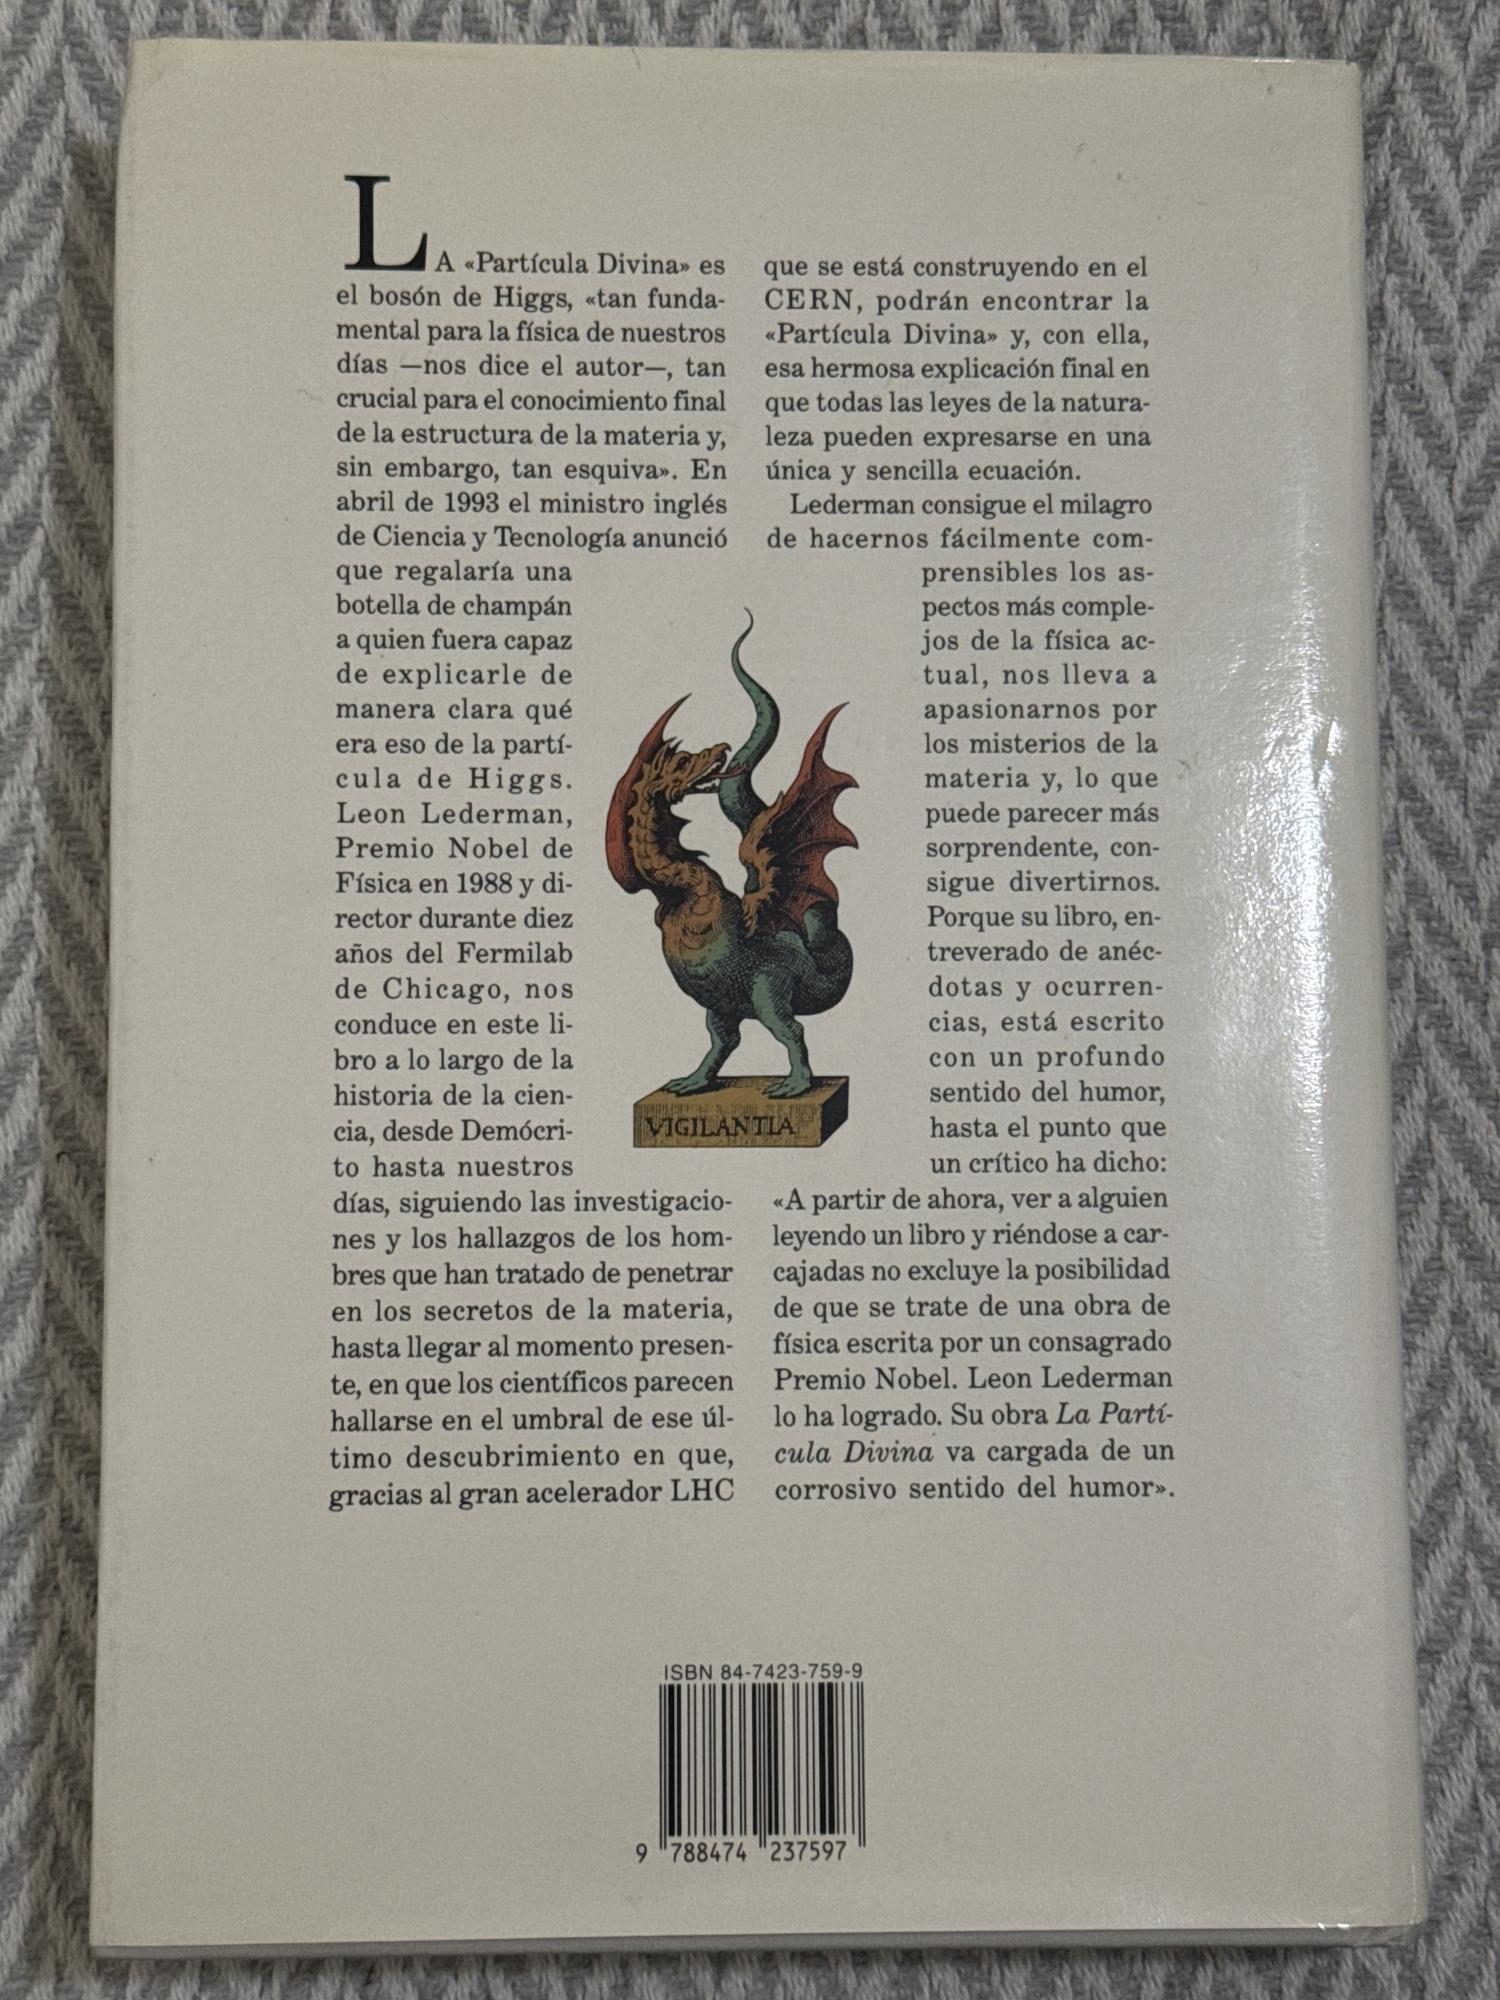 LA «Partícula Divina» es
el bosón de Higgs, «tan funda-
mental para la física de nuestros
días —nos dice el autor—, tan
crucial para el conocimiento final
de la estructura de la materia y,
sin embargo, tan esquiva». En
abril de 1993 el ministro inglés
de Ciencia y Tecnología anunció
que regalaría una
botella de champán
a quien fuera capaz
de explicarle de
manera clara qué
era eso de la partí-
cula de Higgs.
Leon Lederman,
Premio Nobel de
Física en 1988 y di-
rector durante diez
años del Fermilab
de Chicago, nos
conduce en este li-
bro a lo largo de la
historia de la cien-
cia, desde Demócri-
to hasta nuestros
días, siguiendo las investigacio-
nes y los hallazgos de los hom-
bres que han tratado de penetrar
en los secretos de la materia,
hasta llegar al momento presen-
te, en que los científicos parecen
hallarse en el umbral de ese úl-
timo descubrimiento en que,
gracias al gran acelerador LHC
que se está construyendo en el
CERN, podrán encontrar la
«Partícula Divina» y, con ella,
esa hermosa explicación final en
que todas las leyes de la natura-
leza pueden expresarse en una
única y sencilla ecuación.
Lederman consigue el milagro
de hacernos fácilmente com-
prensibles los as-
pectos más comple-
jos de la física ac-
tual, nos lleva a
apasionarnos por
los misterios de la
materia y, lo que
puede parecer más
sorprendente, con-
sigue divertirnos.
Porque su libro, en-
treverado de anéc-
dotas y ocurren-
cias, está escrito
con un profundo
sentido del humor,
hasta el punto que
un crítico ha dicho:
«A partir de ahora, ver a alguien
leyendo un libro y riéndose a car-
cajadas no excluye la posibilidad
de que se trate de una obra de
física escrita por un consagrado
Premio Nobel. Leon Lederman
lo ha logrado. Su obra La Partí-
cula Divina va cargada de un
corrosivo sentido del humor».
VIGILANTIA
ISBN 84-7423-759-9
9 788474 237597